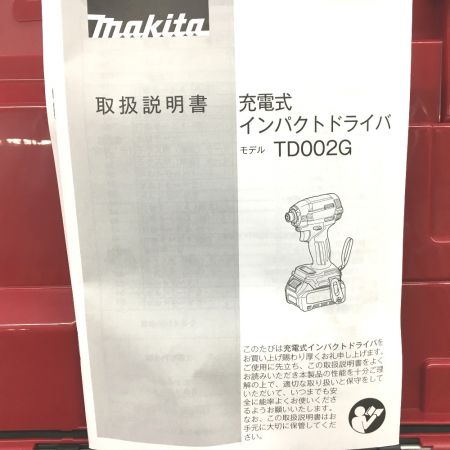 makita
取扱説明書
充電式
インパクトドライバ
モデル TD002G
このたびは充電式インパクトドライバを
お買い上げ賜わり厚くお礼申し上げます。
ご使用に先立ち、この取扱説明書をよく
お読みいただき本製品の性能を十分ご理
解の上で、適切な取り扱いと保守をして
いただいて、いつまでも安
全に能率よくお使いくださ
るようお願いいたします。
なお、この取扱説明書はお
手元に大切に保管してくだ
さい。